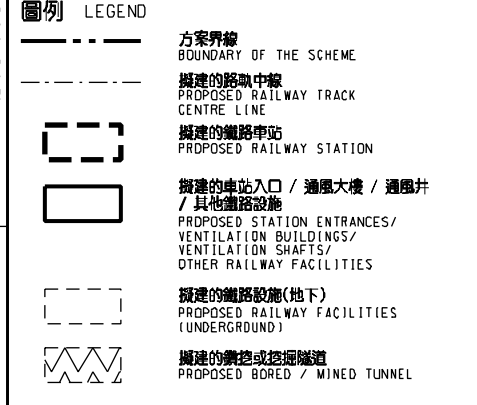 圖例 LEGEND
方案界線
BOUNDARY OF THE SCHEME
擬建的路軌中線
PROPOSED RAILWAY TRACK
CENTRE LINE
擬建的鐵路車站
PROPOSED RAILWAY STATION
擬建的車站入口 / 通風大樓 / 通風井
/ 其他鐵路設施
PROPOSED STATION ENTRANCES/
VENTILATION BUILDINGS/
VENTILATION SHAFTS/
OTHER RAILWAY FACILITIES
擬建的鐵路設施(地下)
PROPOSED RAILWAY FACILITIES
(UNDERGROUND)
擬建的鑽挖或挖掘隧道
PROPOSED BORED / MINED TUNNEL